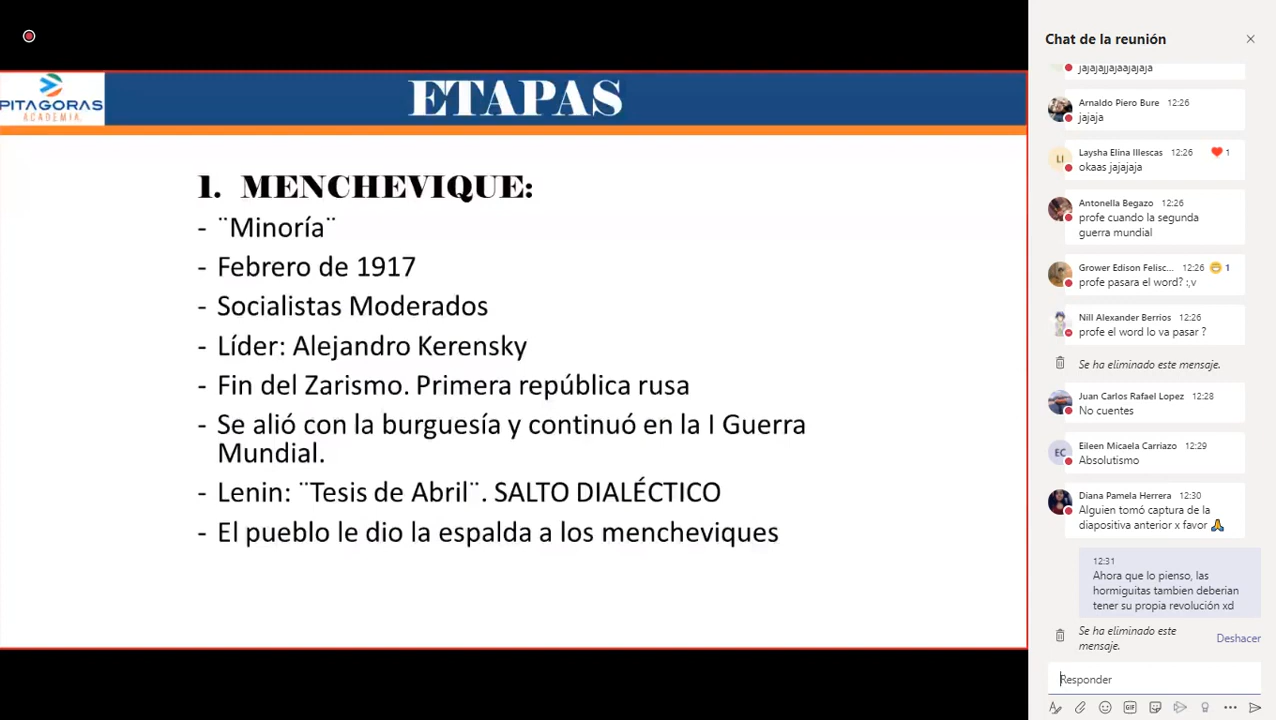 PITAGORAS
ACADEMIA.
ETAPAS
1. MENCHEVIQUE:
- ¨Minoría¨
- Febrero de 1917
- Socialistas Moderados
- Líder: Alejandro Kerensky
- Fin del Zarismo. Primera república rusa
- Se alió con la burguesía y continuó en la I Guerra
Mundial.
- Lenin: ¨Tesis de Abril¨. SALTO DIALÉCTICO
- El pueblo le dio la espalda a los mencheviques
Chat de la reunión
jajajajjajaajajaja
Arnaldo Piero Bure 12:26
jajaja
Laysha Elina Illescas 12:26 1
LI
okaas jajajaja
Antonella Begazo 12:26
profe cuando la segunda
guerra mundial
Grower Edison Felisc... 12:26 1
profe pasara el word? :,v
Nill Alexander Berrios 12:26
profe el word lo va pasar ?
Se ha eliminado este mensaje.
Juan Carlos Rafael Lopez 12:28
No cuentes
Eileen Micaela Carriazo 12:29
EC
Absolutismo
Diana Pamela Herrera 12:30
Alguien tomó captura de la
diapositiva anterior x favor 🙏
12:31
Ahora que lo pienso, las
hormiguitas tambien deberian
tener su propia revolución xd
Se ha eliminado este
mensaje.
Deshacer
Responder
GIF